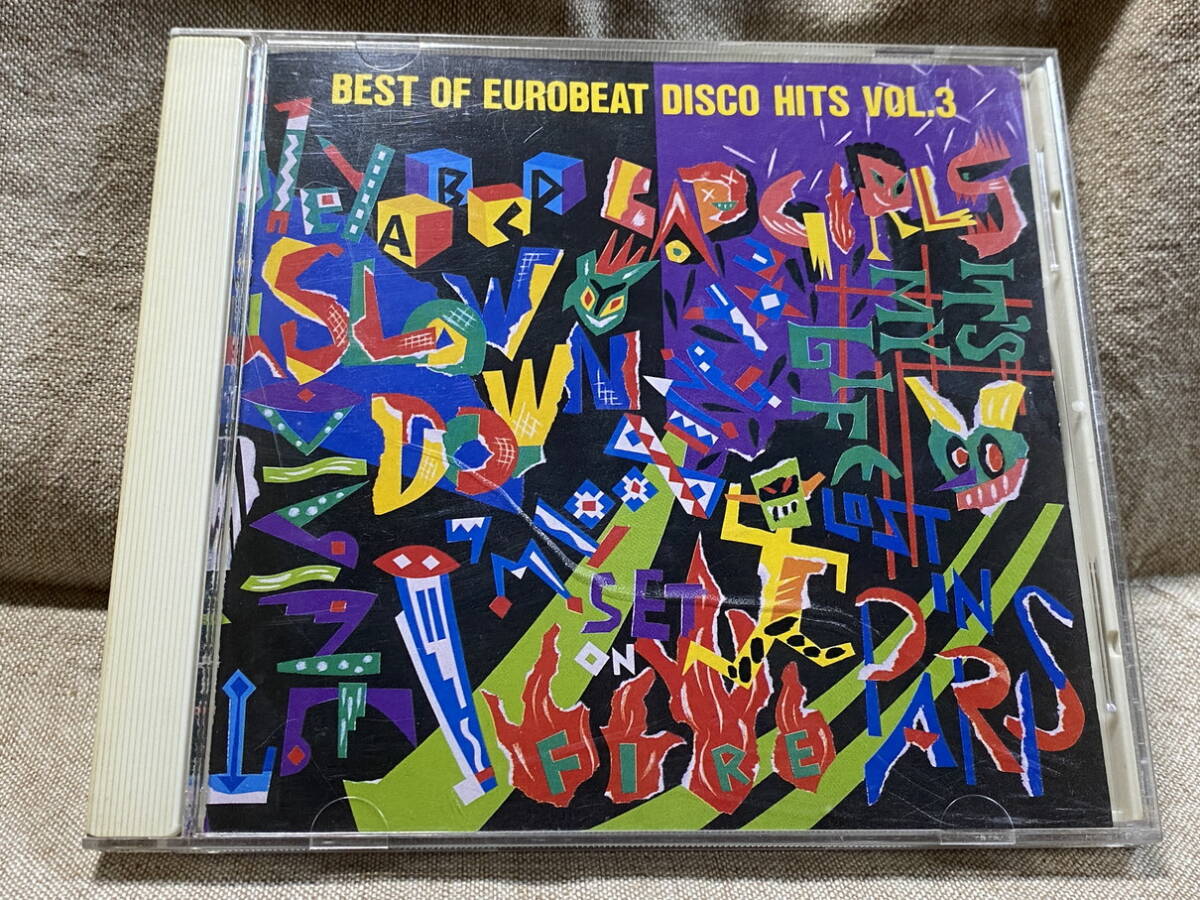 BEST OF EUROBEAT DISCO HITS VOL.3
ABCD
GIRLS
SLOW
DOWN
IT'S
MY
LIFE
LOST
IN
PARIS
I'M
SET
ON
FIRE